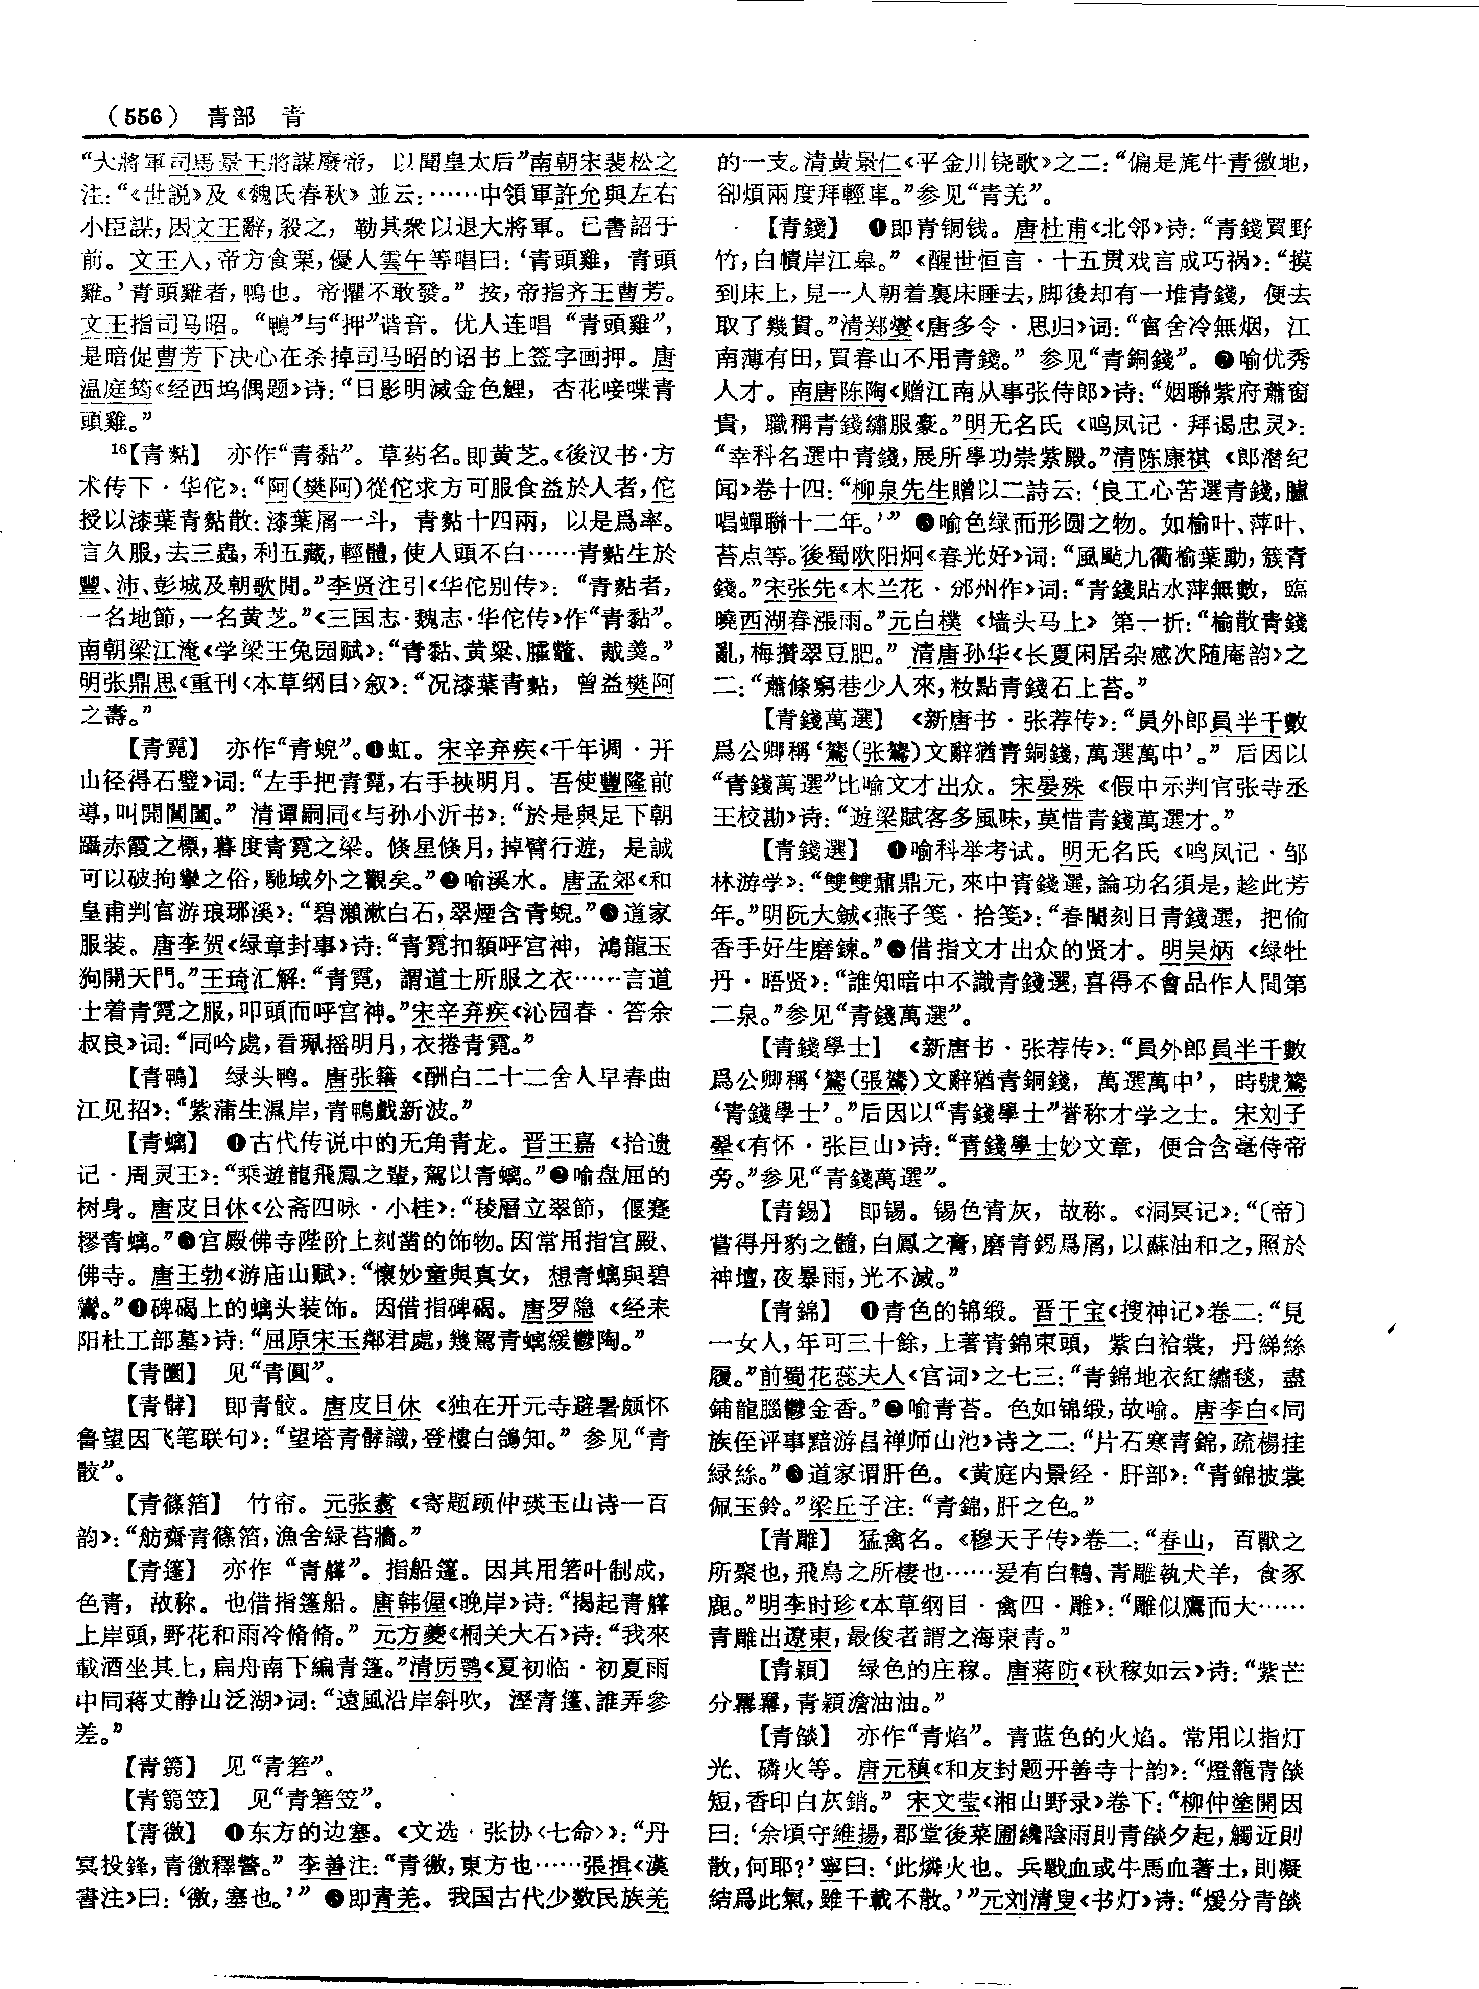 （556） 青部 青
“大將軍司馬景王將謀廢帝，以聞皇太后”南朝宋裴松之
注：“《世説》及《魏氏春秋》並云：……中領軍許允與左右
小臣謀，因文王辭，殺之，勒其衆以退大將軍。已書詔于
前。文王入，帝方食栗，優人雲午等唱曰：‘青頭雞，青頭
雞。’青頭雞者，鴨也。帝懼不敢發。”按，帝指齐王曹芳。
文王指司马昭。“鴨”与“押”谐音。优人连唱“青頭雞”，
是暗促曹芳下决心在杀掉司马昭的诏书上签字画押。唐
温庭筠《经西坞偶题》诗：“日影明滅金色鯉，杏花唼喋青
頭雞。”
16【青黏】 亦作“青黏”。草药名。即黄芝。《後汉书·方
术传下·华佗》：“阿（樊阿）從佗求方可服食益於人者，佗
授以漆葉青黏散：漆葉屑一斗，青黏十四兩，以是爲率。
言久服，去三蟲，利五藏，輕體，使人頭不白……青黏生於
豐、沛、彭城及朝歌閒。”李贤注引《华佗别传》：“青黏者，
一名地節，一名黄芝。”《三国志·魏志·华佗传》作“青黏”。
南朝梁江淹《学梁王兔园赋》：“青黏、黄粱、臛鼈、胾羹。”
明张鼎思《重刊〈本草纲目〉叙》：“况漆葉青黏，曾益樊阿
之壽。”
【青霓】 亦作“青蜺”。❶虹。宋辛弃疾《千年调·开
山径得石璧》词：“左手把青霓，右手挾明月。吾使豐隆前
導，叫開閶闔。”清谭嗣同《与孙小沂书》：“於是與足下朝
躡赤霞之標，暮度青霓之梁。倏星倏月，掉臂行遊，是誠
可以破拘攣之俗，馳域外之觀矣。”❷喻溪水。唐孟郊《和
皇甫判官游琅琊溪》：“碧瀨漱白石，翠煙含青蜺。”❸道家
服装。唐李贺《绿章封事》诗：“青霓扣額呼宫神，鴻龍玉
狗開天門。”王琦汇解：“青霓，謂道士所服之衣……言道
士着青霓之服，叩頭而呼宫神。”宋辛弃疾《沁园春·答余
叔良》词：“同吟處，看珮摇明月，衣捲青霓。”
【青鴨】 绿头鸭。唐张籍《酬白二十二舍人早春曲
江见招》：“紫蒲生濕岸，青鴨戲新波。”
【青螭】 ❶古代传说中的无角青龙。晋王嘉《拾遗
记·周灵王》：“乘遊龍飛鳳之輦，駕以青螭。”❷喻盘屈的
树身。唐皮日休《公斋四咏·小桂》：“稜層立翠節，偃蹇
樛青螭。”❸宫殿佛寺陛阶上刻凿的饰物。因常用指宫殿、
佛寺。唐王勃《游庙山赋》：“懷妙童與真女，想青螭與碧
鸞。”❹碑碣上的螭头装饰。因借指碑碣。唐罗隐《经耒
阳杜工部墓》诗：“屈原宋玉鄰君處，幾駕青螭緩鬱陶。”
【青圜】 见“青圓”。
【青骹】 即青骹。唐皮日休《独在开元寺避暑颇怀
鲁望因飞笔联句》：“望塔青骹識，登樓白鴿知。”参见“青
骹”。
【青篠箔】 竹帘。元张翥《寄题顾仲瑛玉山诗一百
韵》：“舫齋青篠箔，漁舍緑苔牆。”
【青篷】 亦作“青䑺”。指船篷。因其用箬叶制成，
色青，故称。也借指篷船。唐韩偓《晚岸》诗：“揭起青篷
上岸頭，野花和雨冷脩脩。”元方夔《桐关大石》诗：“我來
載酒坐其上，扁舟南下編青篷。”清厉鹗《夏初临·初夏雨
中同蒋丈静山泛湖》词：“遠風沿岸斜吹，溼青篷、誰弄參
差。”
【青篛】 见“青箬”。
【青篛笠】 见“青箬笠”。
【青徼】 ❶东方的边塞。《文选·张协〈七命〉》：“丹
冥投鋒，青徼釋警。”李善注：“青徼，東方也……張揖《漢
書注》曰：‘徼，塞也。’”❷即青羌。我国古代少数民族羌
的一支。清黄景仁《平金川铙歌》之二：“偏是旄牛青徼地，
卻煩兩度拜輕車。”参见“青羌”。
【青錢】 ❶即青铜钱。唐杜甫《北邻》诗：“青錢買野
竹，白幘岸江皋。”《醒世恒言·十五贯戏言成巧祸》：“摸
到床上，見一人朝着裏床睡去，脚後却有一堆青錢，便去
取了幾貫。”清郑燮《唐多令·思归》词：“甯舍冷無烟，江
南薄有田，買春山不用青錢。”参见“青銅錢”。❷喻优秀
人才。南唐陈陶《赠江南从事张侍郎》诗：“姻聯紫府蕭窗
貴，職稱青錢繡服豪。”明无名氏《鸣凤记·拜谒忠灵》：
“幸科名選中青錢，展所學功崇紫殿。”清陈康祺《郎潜纪
闻》卷十四：“柳泉先生贈以二詩云：‘良工心苦選青錢，臚
唱蟬聯十二年。’”❸喻色绿而形圆之物。如榆叶、萍叶、
苔点等。後蜀欧阳炯《春光好》词：“風颭九衢榆葉動，簇青
錢。”宋张先《木兰花·邠州作》词：“青錢貼水萍無數，臨
曉西湖春漲雨。”元白樸《墙头马上》第一折：“榆散青錢
亂，梅攢翠豆肥。”清唐孙华《长夏闲居杂感次随庵韵》之
二：“蕭條窮巷少人來，妝點青錢石上苔。”
【青錢萬選】 《新唐书·张荐传》：“員外郎員半千數
爲公卿稱‘鷟（张鷟）文辭猶青銅錢，萬選萬中’。”后因以
“青錢萬選”比喻文才出众。宋晏殊《假中示判官张寺丞
王校勘》诗：“遊梁賦客多風味，莫惜青錢萬選才。”
【青錢選】 ❶喻科举考试。明无名氏《鸣凤记·邹
林游学》：“雙雙鼐鼎元，來中青錢選，論功名須是，趁此芳
年。”明阮大铖《燕子笺·拾笺》：“春闈刻日青錢選，把偷
香手好生磨鍊。”❷借指文才出众的贤才。明吴炳《绿牡
丹·晤贤》：“誰知暗中不識青錢選，喜得不會品作人間第
二泉。”参见“青錢萬選”。
【青錢學士】 《新唐书·张荐传》：“員外郎員半千數
爲公卿稱‘鷟（張鷟）文辭猶青銅錢，萬選萬中’，時號鷟
‘青錢學士’。”后因以“青錢學士”誉称才学之士。宋刘子
翚《有怀·张巨山》诗：“青錢學士妙文章，便合含毫侍帝
旁。”参见“青錢萬選”。
【青錫】 即锡。锡色青灰，故称。《洞冥记》：“〔帝〕
嘗得丹豹之髓，白鳳之膏，磨青錫爲屑，以蘇油和之，照於
神壇，夜暴雨，光不滅。”
【青錦】 ❶青色的锦缎。晋干宝《搜神记》卷二：“見
一女人，年可三十餘，上著青錦束頭，紫白袷裳，丹綈絲
履。”前蜀花蕊夫人《宫词》之七三：“青錦地衣紅繡毯，盡
鋪龍腦鬱金香。”❷喻青苔。色如锦缎，故喻。唐李白《同
族侄评事黯游昌禅师山池》诗之二：“片石寒青錦，疏楊挂
緑絲。”❸道家谓肝色。《黄庭内景经·肝部》：“青錦披裳
佩玉鈴。”梁丘子注：“青錦，肝之色。”
【青雕】 猛禽名。《穆天子传》卷二：“春山，百獸之
所聚也，飛鳥之所棲也……爰有白鶽、青雕執犬羊，食豕
鹿。”明李时珍《本草纲目·禽四·雕》：“雕似鷹而大……
青雕出遼東，最俊者謂之海東青。”
【青穎】 绿色的庄稼。唐蒋防《秋稼如云》诗：“紫芒
分羃羃，青穎澹油油。”
【青燄】 亦作“青焰”。青蓝色的火焰。常用以指灯
光、磷火等。唐元稹《和友封题开善寺十韵》：“燈籠青燄
短，香印白灰銷。”宋文莹《湘山野录》卷下：“柳仲塗開因
曰：‘余頃守維揚，郡堂後菜圃纔陰雨則青燄夕起，觸近則
散，何耶？’寧曰：‘此燐火也。兵戰血或牛馬血著土，則凝
結爲此氣，雖千載不散。’”元刘清叟《书灯》诗：“煖分青燄